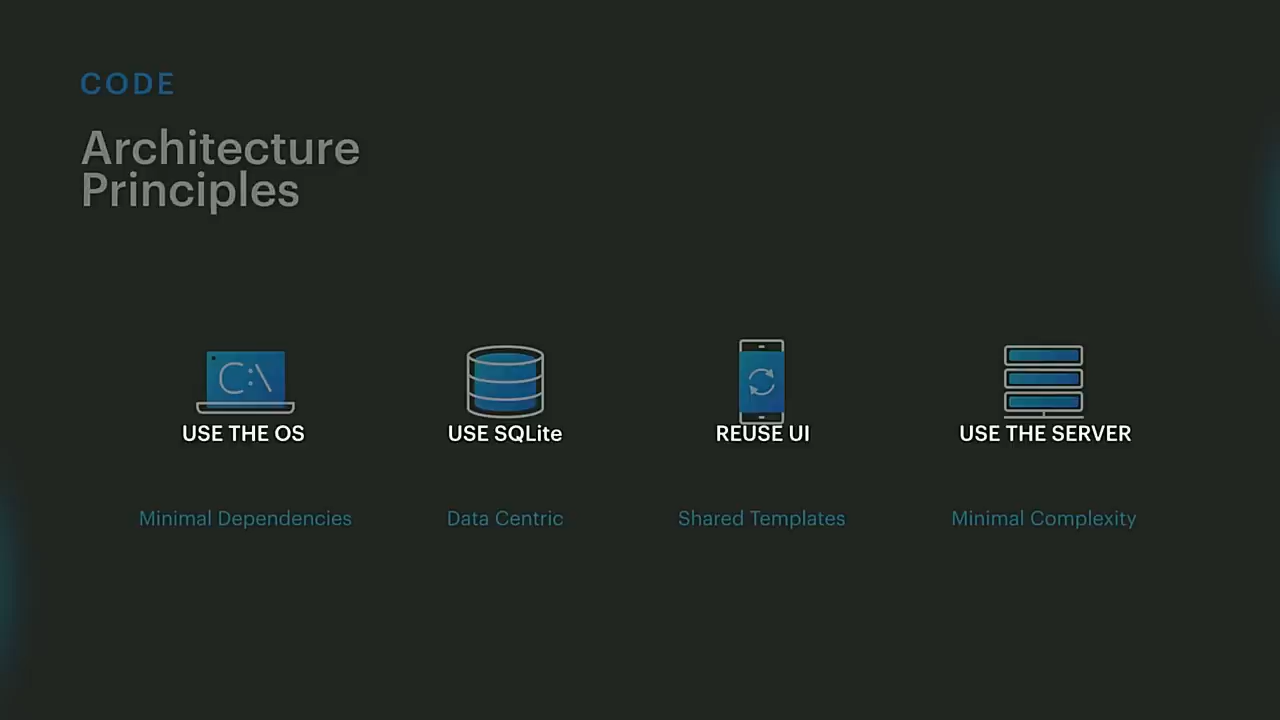 CODE
Architecture
Principles
C:\
USE THE OS
USE SQLite
REUSE UI
USE THE SERVER
Minimal Dependencies
Data Centric
Shared Templates
Minimal Complexity